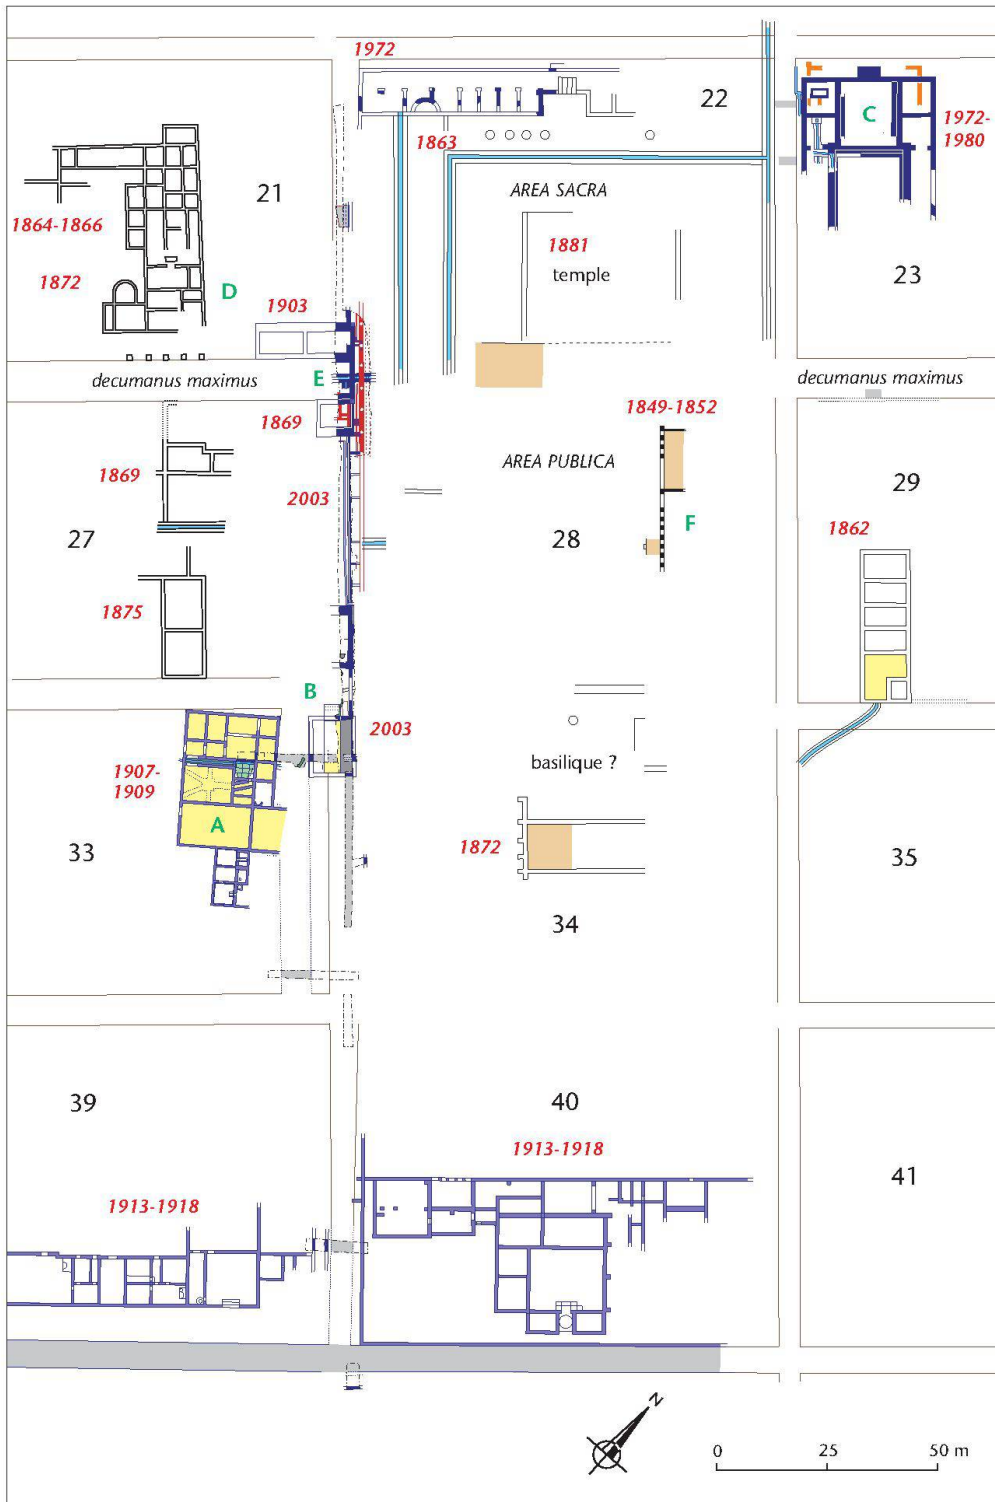 1972
22
C
1972-
1980
1863
21
AREA SACRA
1864-1866
1881
temple
23
1872
D
1903
decumanus maximus
E
decumanus maximus
1869
1849-1852
1869
AREA PUBLICA
29
2003
F
27
28
1862
1875
B
2003
basilique ?
1907-
1909
A
33
1872
35
34
39
40
1913-1918
41
1913-1918
N
0
25
50 m